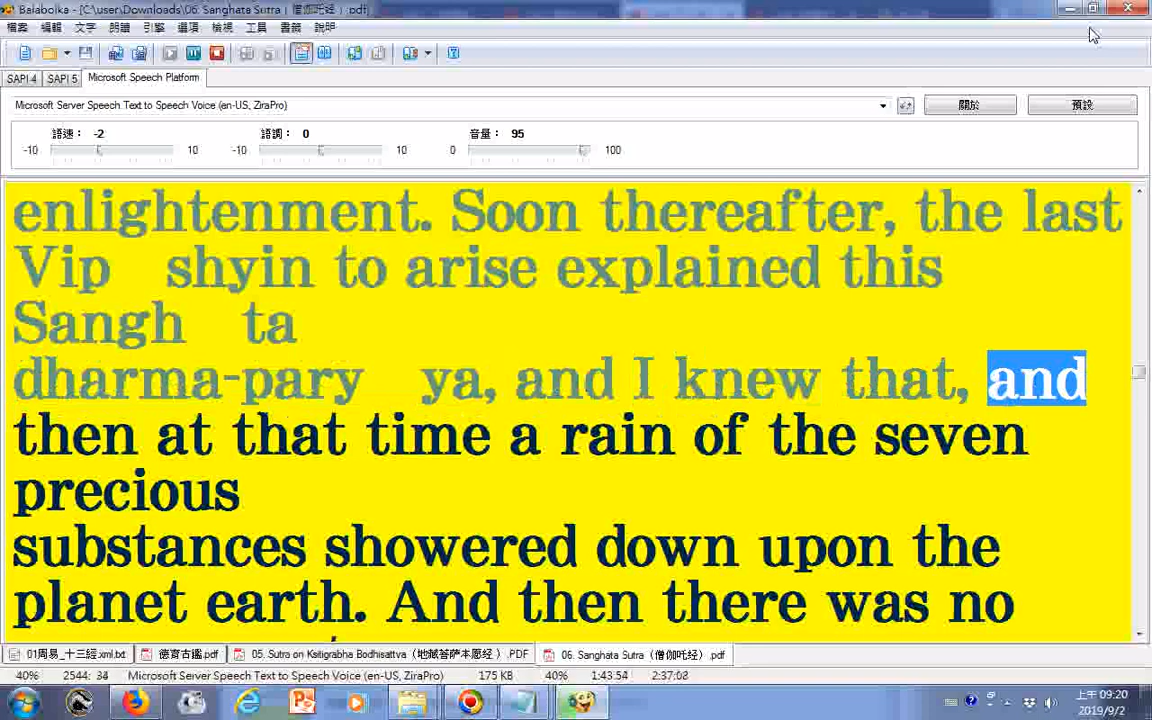 Balabolka - [C:\user\Downloads\06. Sanghata Sutra（僧伽吒经）.pdf]
檔案 編輯 文字 朗讀 引擎 選項 檢視 工具 書籤 說明
SAPI 4 SAPI 5 Microsoft Speech Platform
Microsoft Server Speech Text to Speech Voice (en-US, ZiraPro) 關於 預設
語速： -2 語調： 0 音量： 95
-10 10 -10 10 0 100
enlightenment. Soon thereafter, the last
Vip shyin to arise explained this
Sangh ta
dharma-pary ya, and I knew that, and
then at that time a rain of the seven
precious
substances showered down upon the
planet earth. And then there was no
01周易_十三經.xml.txt 德育古鑑.pdf 05. Sutra on Ksitigrabha Bodhisattva（地藏菩萨本愿经）.PDF 06. Sanghata Sutra（僧伽吒经）.pdf
40% 2544: 34 Microsoft Server Speech Text to Speech Voice (en-US, ZiraPro) 175 KB 40% 1:43:54 2:37:03
上午 09:20
2019/9/2